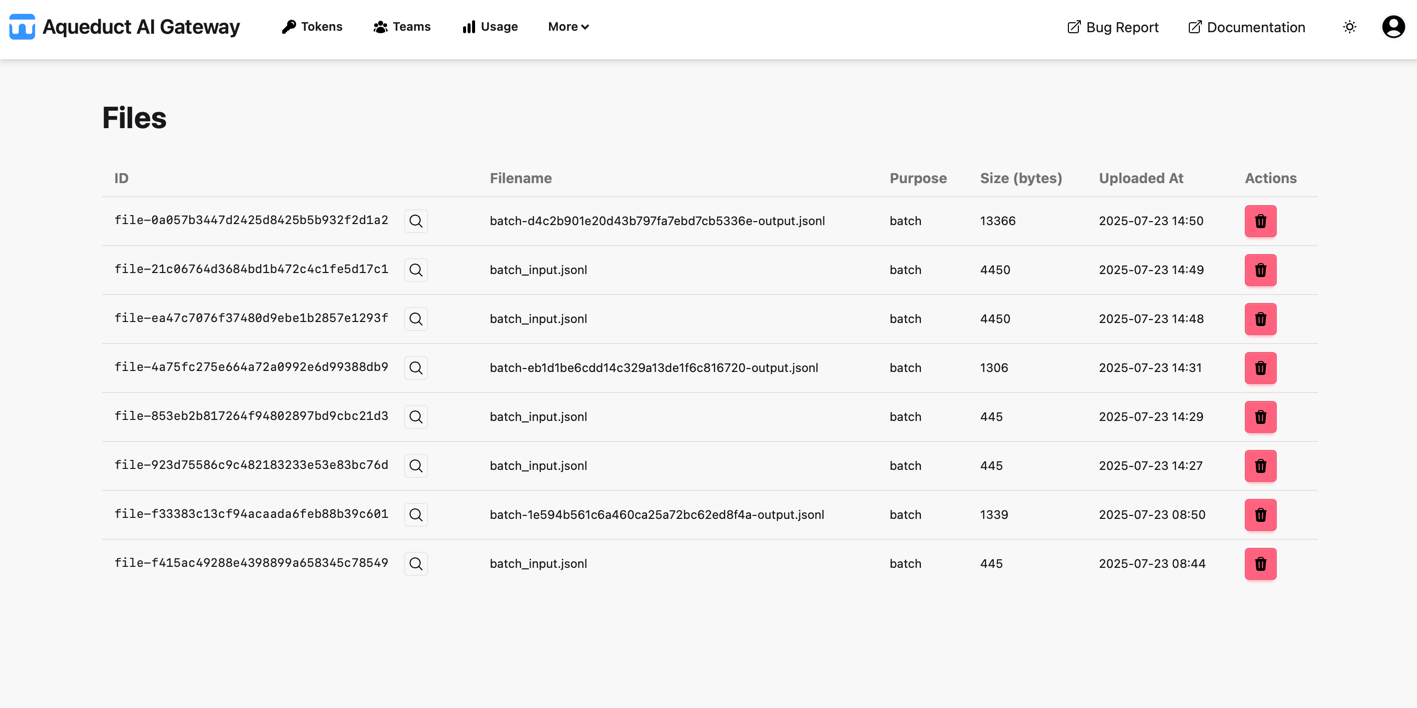 Aqueduct AI Gateway Tokens Teams Usage More Bug Report Documentation
Files
ID Filename Purpose Size (bytes) Uploaded At Actions
file-0a057b3447d2425d8425b5b932f2d1a2 batch-d4c2b901e20d43b797fa7ebd7cb5336e-output.jsonl batch 13366 2025-07-23 14:50
file-21c06764d3684bd1b472c4c1fe5d17c1 batch_input.jsonl batch 4450 2025-07-23 14:49
file-ea47c7076f37480d9ebe1b2857e1293f batch_input.jsonl batch 4450 2025-07-23 14:48
file-4a75fc275e664a72a0992e6d99388db9 batch-eb1d1be6cdd14c329a13de1f6c816720-output.jsonl batch 1306 2025-07-23 14:31
file-853eb2b817264f94802897bd9cbc21d3 batch_input.jsonl batch 445 2025-07-23 14:29
file-923d75586c9c482183233e53e83bc76d batch_input.jsonl batch 445 2025-07-23 14:27
file-f33383c13cf94acaada6feb88b39c601 batch-1e594b561c6a460ca25a72bc62ed8f4a-output.jsonl batch 1339 2025-07-23 08:50
file-f415ac49288e4398899a658345c78549 batch_input.jsonl batch 445 2025-07-23 08:44